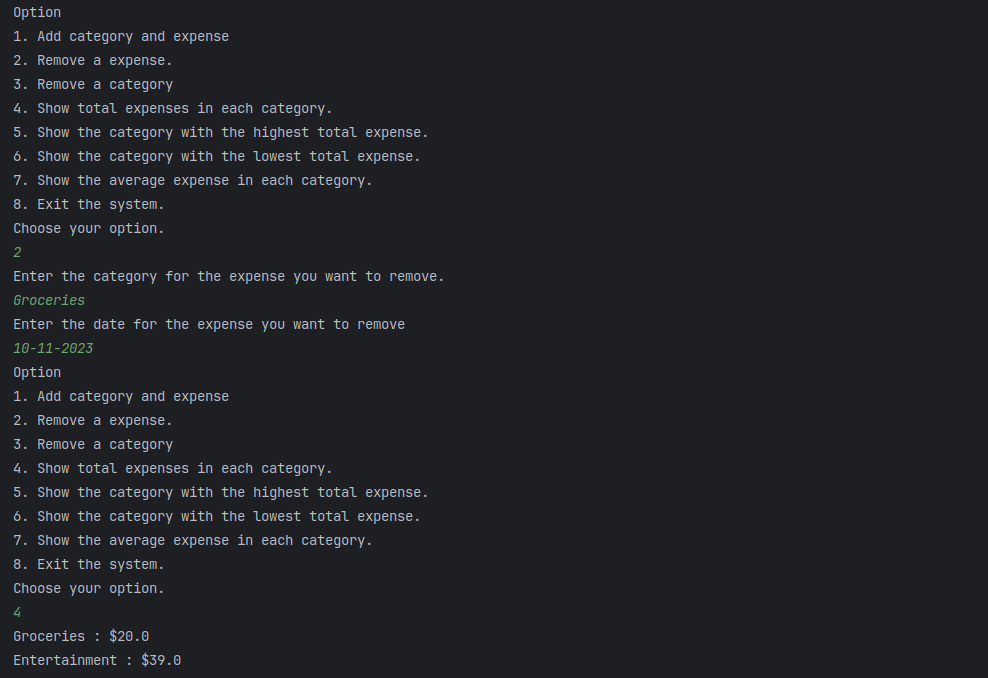 Option
1. Add category and expense
2. Remove a expense.
3. Remove a category
4. Show total expenses in each category.
5. Show the category with the highest total expense.
6. Show the category with the lowest total expense.
7. Show the average expense in each category.
8. Exit the system.
Choose your option.
2
Enter the category for the expense you want to remove.
Groceries
Enter the date for the expense you want to remove
10-11-2023
Option
1. Add category and expense
2. Remove a expense.
3. Remove a category
4. Show total expenses in each category.
5. Show the category with the highest total expense.
6. Show the category with the lowest total expense.
7. Show the average expense in each category.
8. Exit the system.
Choose your option.
4
Groceries : $20.0
Entertainment : $39.0